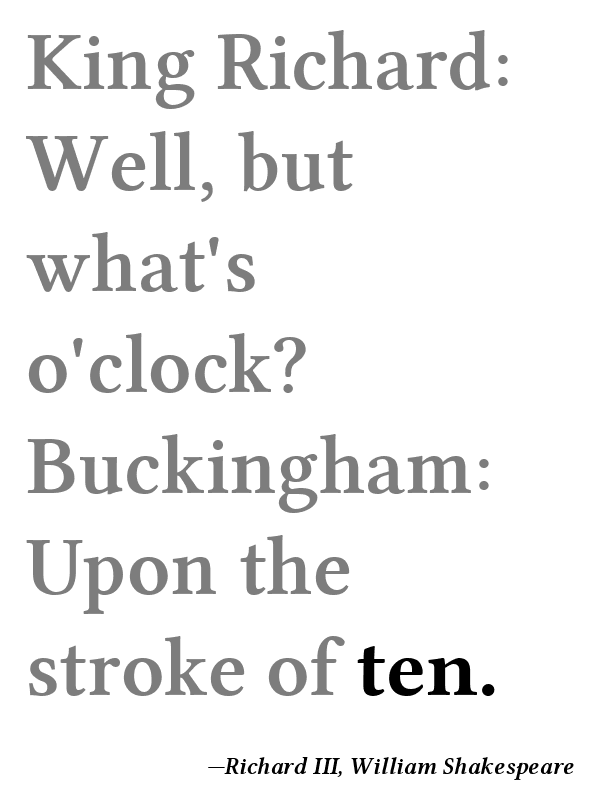 King Richard:
Well, but
what's
o'clock?
Buckingham:
Upon the
stroke of ten.
—Richard III, William Shakespeare